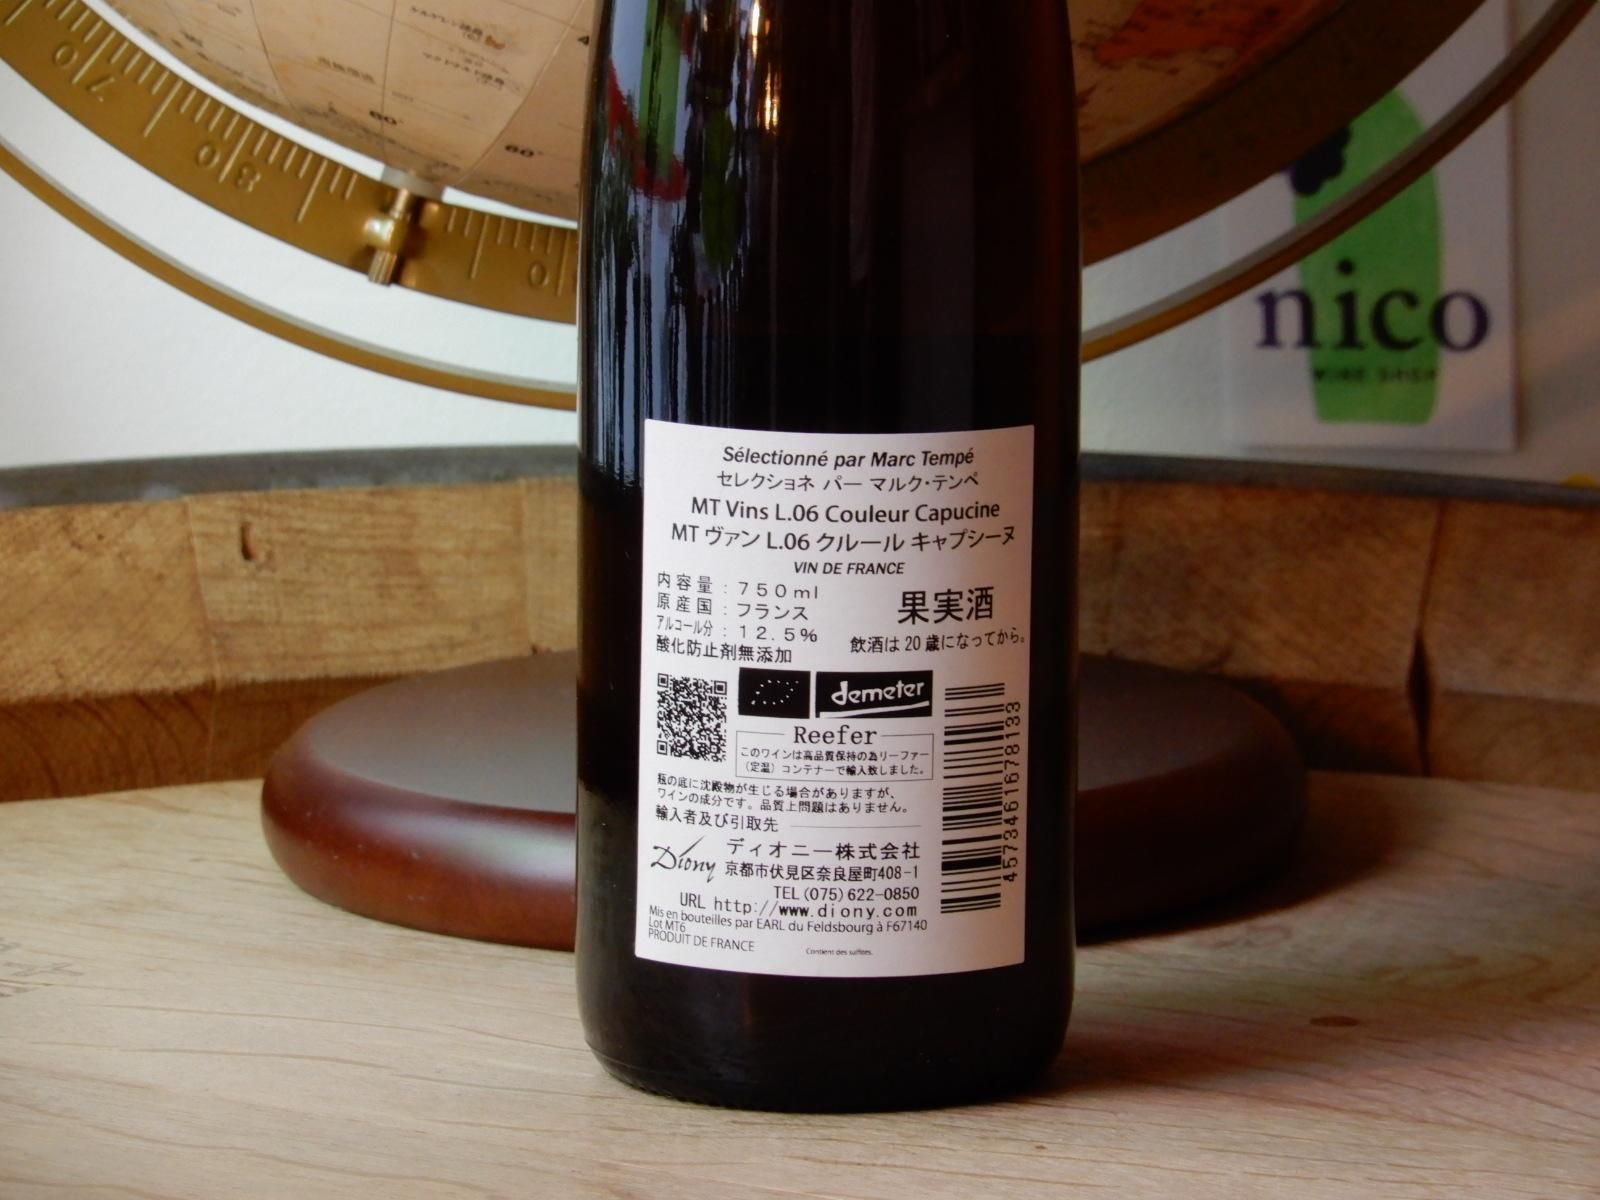 70
80
60°
60°
nico
WINE SHOP
Sélectionné par Marc Tempé
セレクショネ パー マルク・テンペ
MT Vins L.06 Couleur Capucine
MT ヴァン L.06 クルール キャプシーヌ
VIN DE FRANCE
内容量：750ml
原産国：フランス
アルコール分：12.5%
酸化防止剤無添加
果実酒
飲酒は20歳になってから。
demeter
Reefer
このワインは高品質保持の為リーファー
（定温）コンテナーで輸入致しました。
瓶の底に沈殿物が生じる場合がありますが、
ワインの成分です。品質上問題はありません。
輸入者及び引取先
Diony
ディオニー株式会社
京都市伏見区奈良屋町408-1
TEL(075)622-0850
URL http://www.diony.com
Mis en bouteilles par EARL du Feldsbourg à F67140
Lot MT6
PRODUIT DE FRANCE
Contient des sulfites.
4573461678133